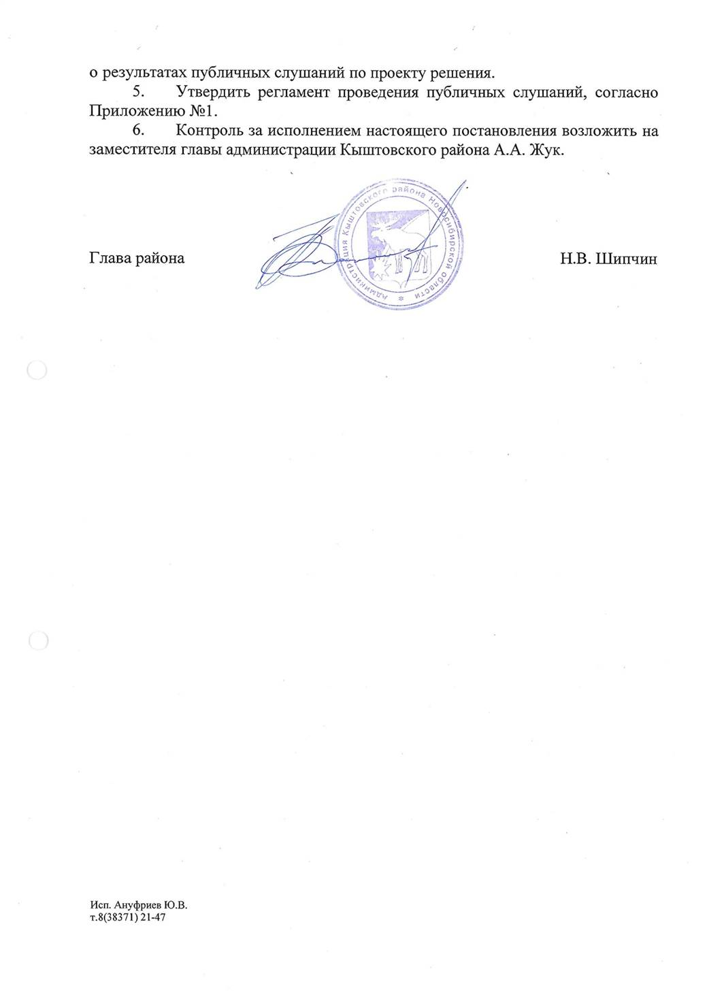 о результатах публичных слушаний по проекту решения.
5. Утвердить регламент проведения публичных слушаний, согласно
Приложению №1.
6. Контроль за исполнением настоящего постановления возложить на
заместителя главы администрации Кыштовского района А.А. Жук.
Администрация Кыштовского района Новосибирской области *
Глава района Н.В. Шипчин
Исп. Ануфриев Ю.В.
т.8(38371) 21-47